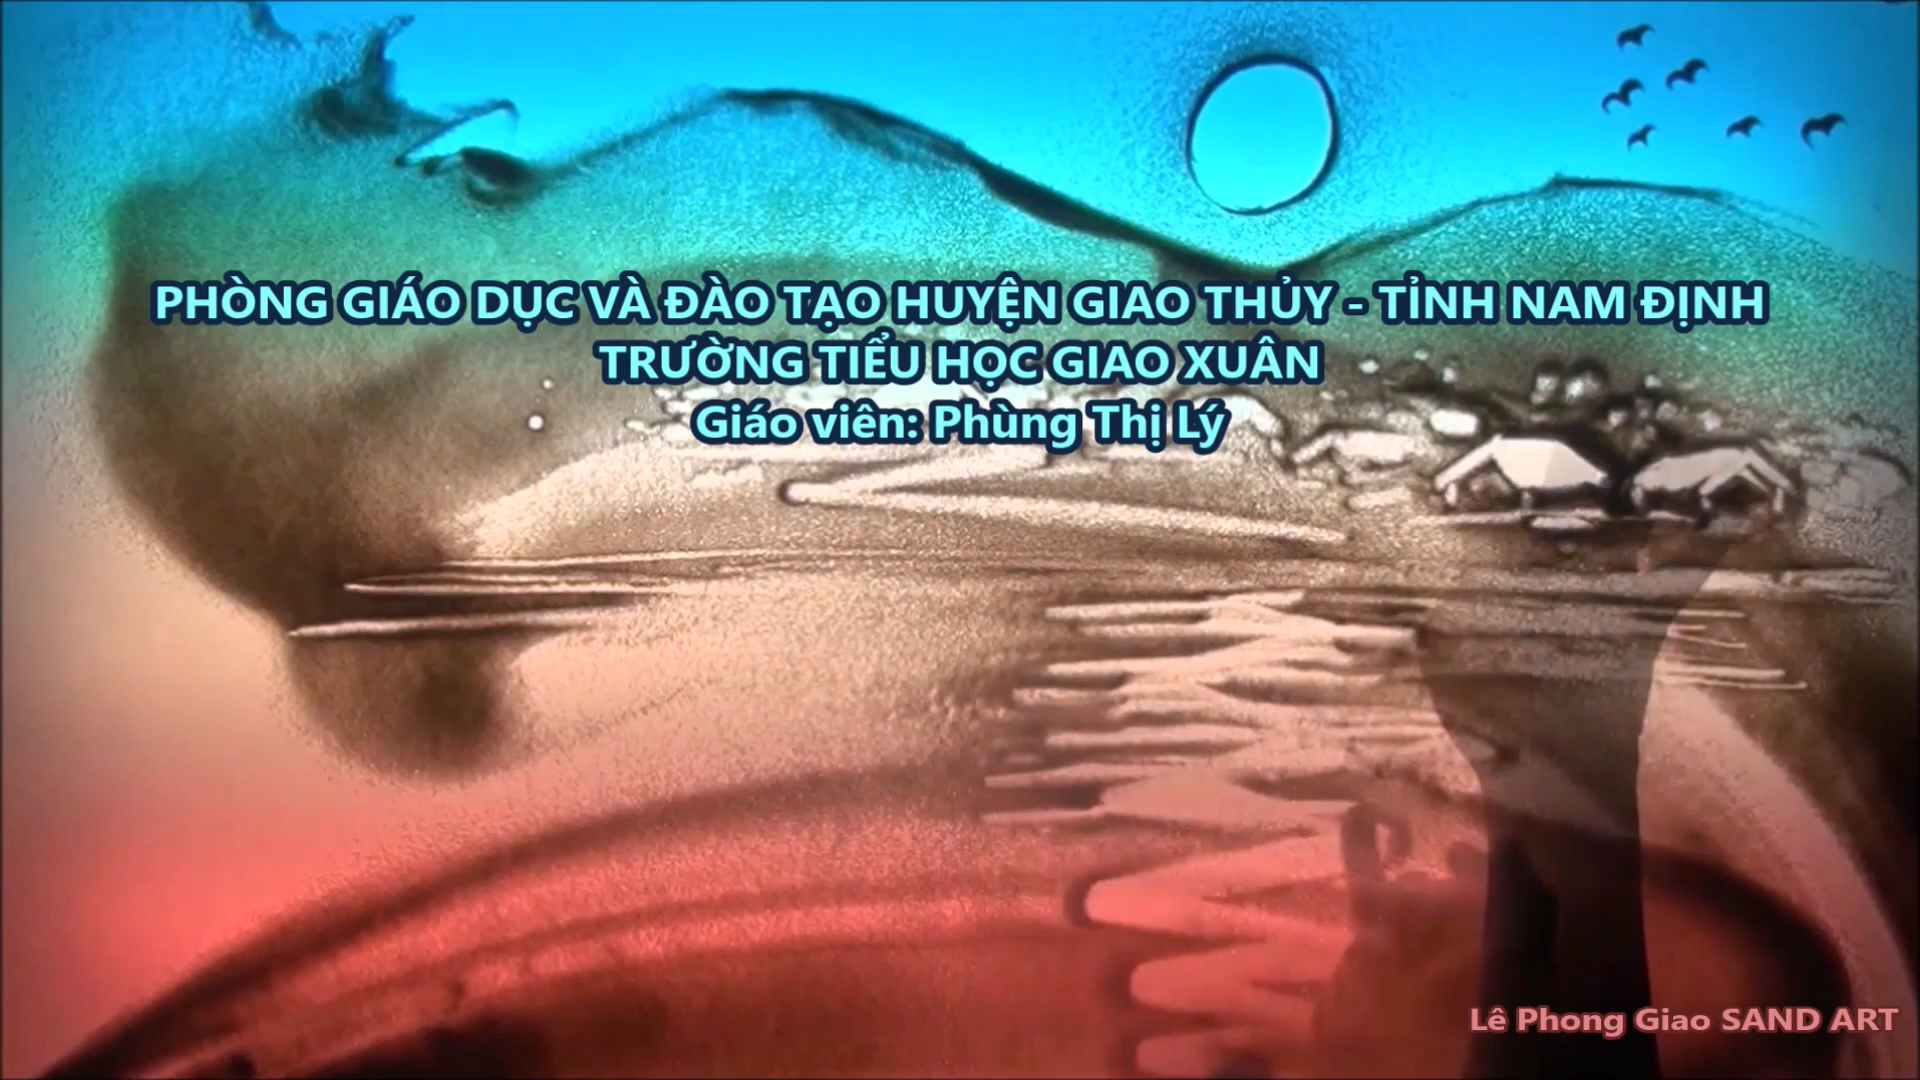 PHÒNG GIÁO DỤC VÀ ĐÀO TẠO HUYỆN GIAO THỦY - TỈNH NAM ĐỊNH
TRƯỜNG TIỂU HỌC GIAO XUÂN
Giáo viên: Phùng Thị Lý
Lê Phong Giao SAND ART